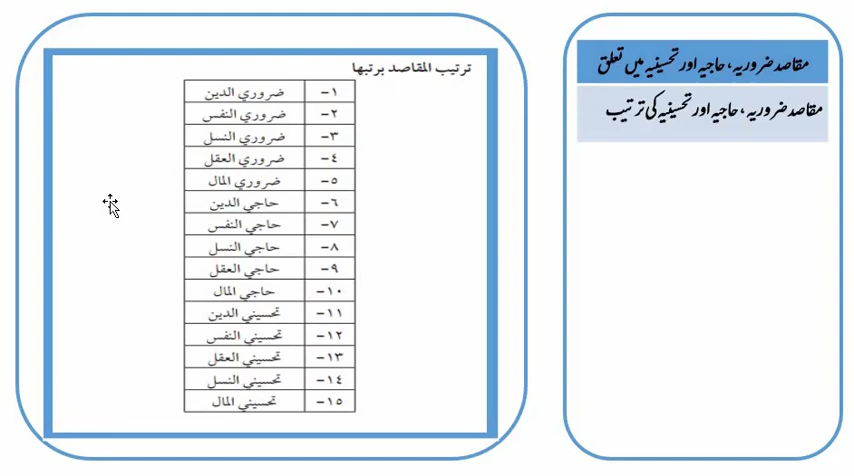 مقاصد ضروریہ، حاجیہ اور تحسینیہ میں تعلق
مقاصد ضروریہ، حاجیہ اور تحسینیہ کی ترتیب
ترتيب المقاصد برتبها
١- ضروري الدين
٢- ضروري النفس
٣- ضروري النسل
٤- ضروري العقل
٥- ضروري المال
٦- حاجي الدين
٧- حاجي النفس
٨- حاجي النسل
٩- حاجي العقل
١٠- حاجي المال
١١- تحسيني الدين
١٢- تحسيني النفس
١٣- تحسيني العقل
١٤- تحسيني النسل
١٥- تحسيني المال